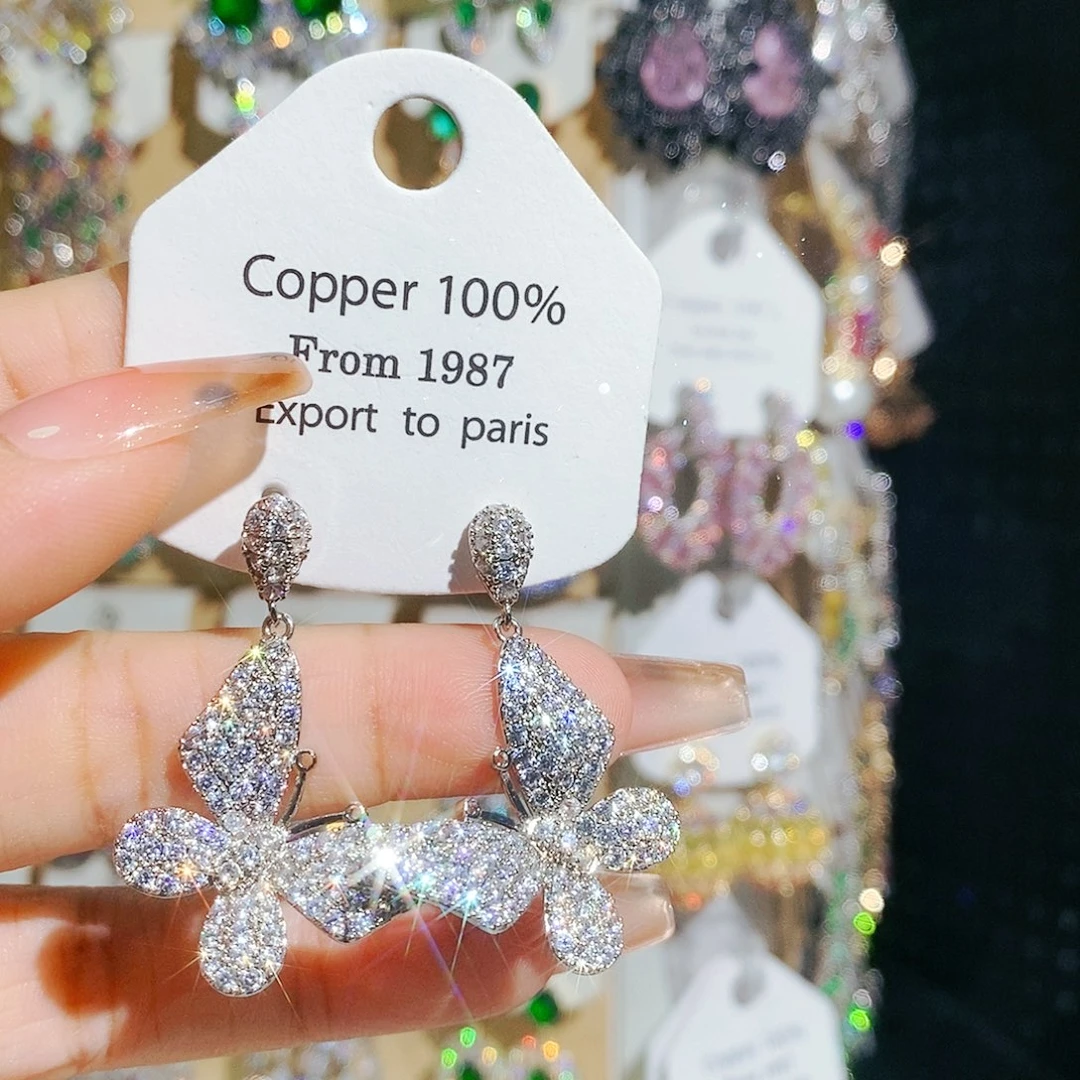 Copper 100%
From 1987
Export to paris